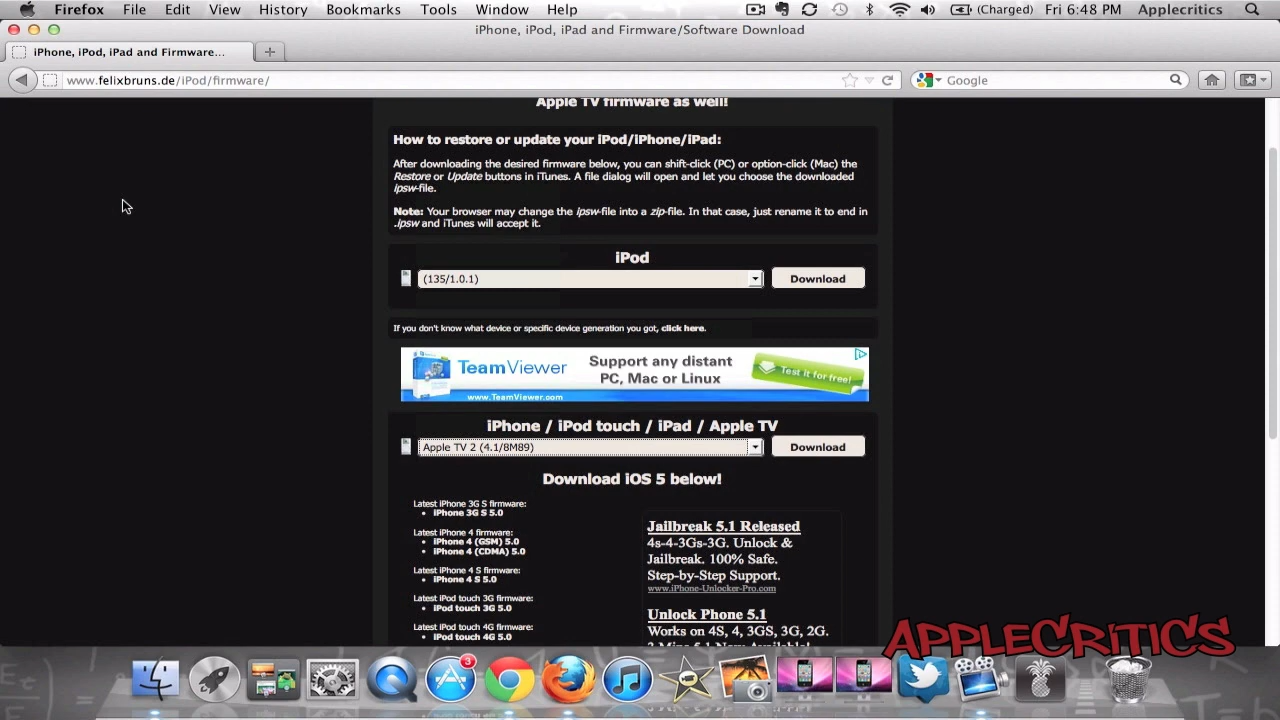 Firefox File Edit View History Bookmarks Tools Window Help (Charged) Fri 6:48 PM Applecritics
iPhone, iPod, iPad and Firmware/Software Download
iPhone, iPod, iPad and Firmware...
www.felixbruns.de/iPod/firmware/
Google
Apple TV firmware as well!
How to restore or update your iPod/iPhone/iPad:
After downloading the desired firmware below, you can shift-click (PC) or option-click (Mac) the
Restore or Update buttons in iTunes. A file dialog will open and let you choose the downloaded
ipsw-file.
Note: Your browser may change the ipsw-file into a zip-file. In that case, just rename it to end in
.ipsw and iTunes will accept it.
iPod
(135/1.0.1)
Download
If you don't know what device or specific device generation you got, click here.
TeamViewer
www.TeamViewer.com
Support any distant
PC, Mac or Linux
Test it for free!
iPhone / iPod touch / iPad / Apple TV
Apple TV 2 (4.1/8M89)
Download
Download iOS 5 below!
Latest iPhone 3G S firmware:
• iPhone 3G S 5.0
Latest iPhone 4 firmware:
• iPhone 4 (GSM) 5.0
• iPhone 4 (CDMA) 5.0
Latest iPhone 4 S firmware:
• iPhone 4 S 5.0
Latest iPod touch 3G firmware:
• iPod touch 3G 5.0
Latest iPod touch 4G firmware:
• iPod touch 4G 5.0
Jailbreak 5.1 Released
4s-4-3Gs-3G. Unlock &
Jailbreak. 100% Safe.
Step-by-Step Support.
www.iPhone-Unlocker-Pro.com
Unlock Phone 5.1
Works on 4S, 4, 3GS, 3G, 2G.
APPLECRITICS
3